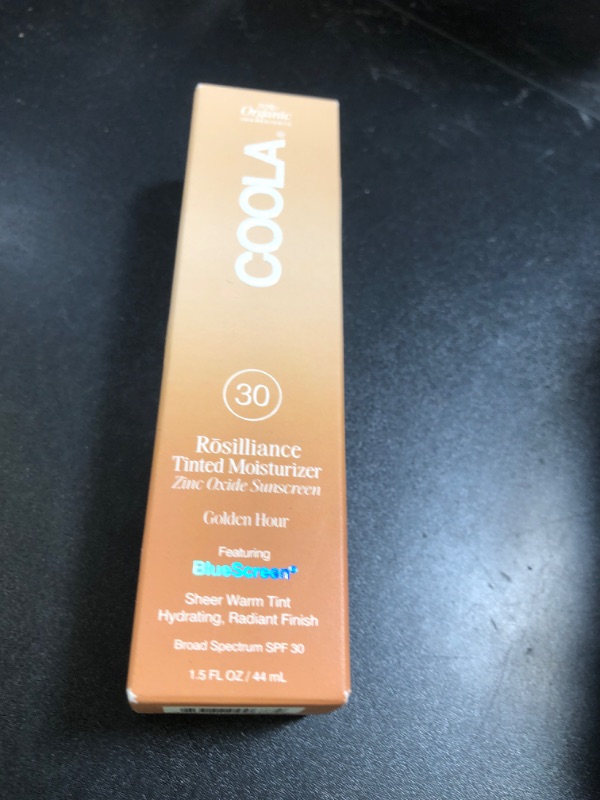 Organic
COOLA®
30
Rōsilliance
Tinted Moisturizer
Zinc Oxide Sunscreen
Golden Hour
Featuring
BlueScreen
Sheer Warm Tint
Hydrating, Radiant Finish
Broad Spectrum SPF 30
1.5 FL OZ / 44 mL